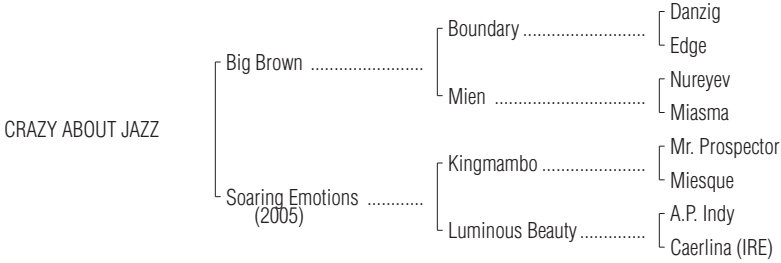 Danzig
Boundary ..............................
Edge
Big Brown ............................
Nureyev
Mien .....................................
Miasma
CRAZY ABOUT JAZZ
Mr. Prospector
Kingmambo .........................
Miesque
Soaring Emotions ..............
(2005)
A.P. Indy
Luminous Beauty ................
Caerlina (IRE)